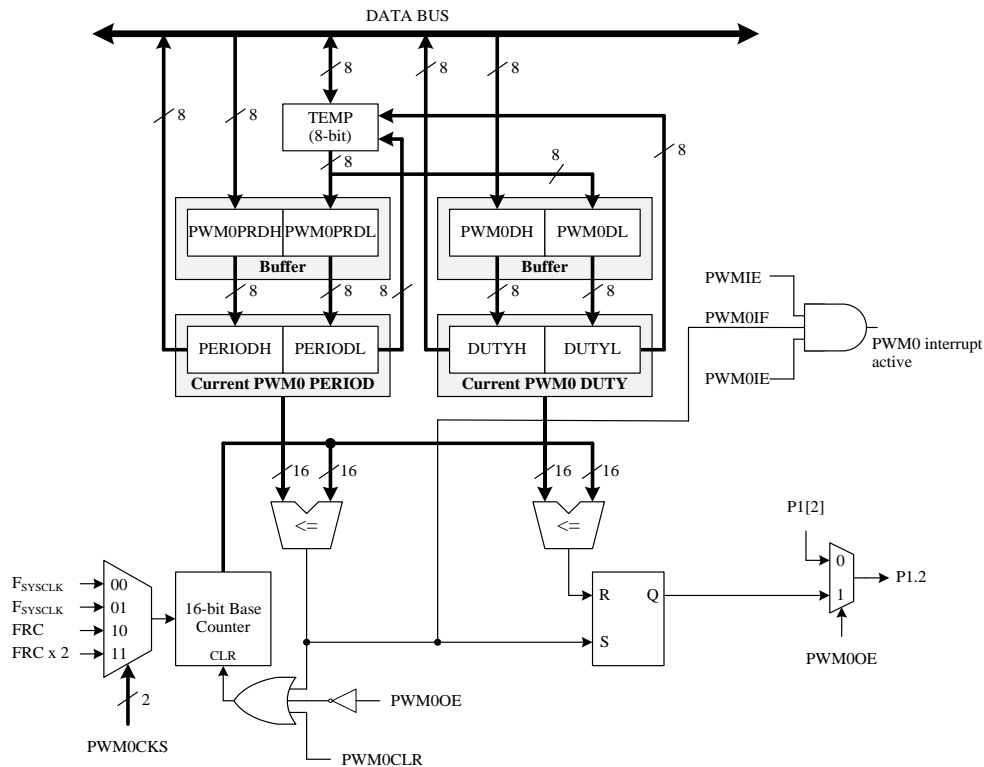 DATA BUS
8
8
8
8
8
TEMP
(8-bit)
8
8
8
PWM0PRDH
PWM0PRDL
Buffer
PWM0DH
PWM0DL
Buffer
8
8
8
8
8
PERIODH
PERIODL
Current PWM0 PERIOD
DUTYH
DUTYL
Current PWM0 DUTY
PWMIE
PWM0IF
PWM0IE
PWM0 interrupt
active
16
16
16
16
<=
<=
P1[2]
0
1
P1.2
PWM0OE
FSYSCLK
FSYSCLK
FRC
FRC x 2
00
01
10
11
2
PWM0CKS
16-bit Base
Counter
CLR
R
S
Q
PWM0OE
PWM0CLR